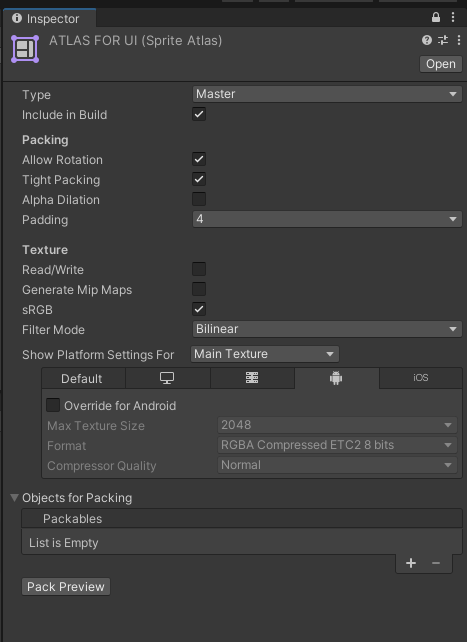 Inspector
ATLAS FOR UI (Sprite Atlas)
Open
Type Master
Include in Build
Packing
Allow Rotation
Tight Packing
Alpha Dilation
Padding 4
Texture
Read/Write
Generate Mip Maps
sRGB
Filter Mode Bilinear
Show Platform Settings For Main Texture
Default iOS
Override for Android
Max Texture Size 2048
Format RGBA Compressed ETC2 8 bits
Compressor Quality Normal
Objects for Packing
Packables
List is Empty
Pack Preview